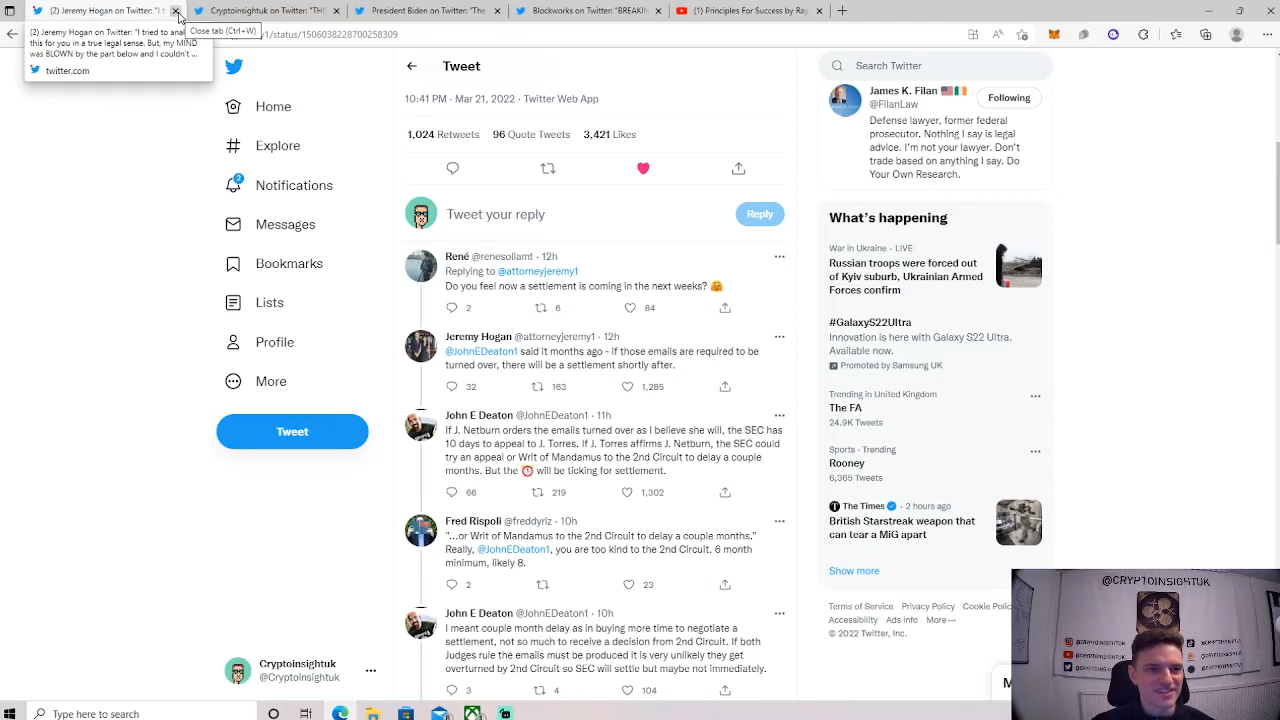 (2) Jeremy Hogan on Twitter: "I t
Cryptoinsightuk on Twitter: "THE
President Biden on Twitter: "The
Blockworks on Twitter: "BREAKIN
(1) Principles For Success by Ray
Close tab (Ctrl+W)
/1/status/1506038228700258309
(2) Jeremy Hogan on Twitter: "I tried to anal
this for you in a true legal sense. But, my MIND
was BLOWN by the part below and I couldn't ...
twitter.com
Home
Explore
2
Notifications
Messages
Bookmarks
Lists
Profile
More
Tweet
Cryptoinsightuk
@Cryptoinsightuk
Tweet
10:41 PM · Mar 21, 2022 · Twitter Web App
1,024 Retweets 96 Quote Tweets 3,421 Likes
Tweet your reply
Reply
René @renesollamt · 12h
Replying to @attorneyjeremy1
Do you feel now a settlement is coming in the next weeks? 🤗
2 6 84
Jeremy Hogan @attorneyjeremy1 · 12h
@JohnEDeaton1 said it months ago - if those emails are required to be
turned over, there will be a settlement shortly after.
32 163 1,285
John E Deaton @JohnEDeaton1 · 11h
If J. Netburn orders the emails turned over as I believe she will, the SEC has
10 days to appeal to J. Torres. If J. Torres affirms J. Netburn, the SEC could
try an appeal or Writ of Mandamus to the 2nd Circuit to delay a couple
months. But the ⏰ will be ticking for settlement.
66 219 1,302
Fred Rispoli @freddyriz · 10h
"...or Writ of Mandamus to the 2nd Circuit to delay a couple months."
Really, @JohnEDeaton1, you are too kind to the 2nd Circuit. 6 month
minimum, likely 8.
2 23
John E Deaton @JohnEDeaton1 · 10h
I meant couple month delay as in buying more time to negotiate a
settlement, not so much to receive a decision from 2nd Circuit. If both
Judges rule the emails must be produced it is very unlikely they get
overturned by 2nd Circuit so SEC will settle but maybe not immediately.
3 4 104
Search Twitter
James K. Filan 🇺🇸🇮🇪
@FilanLaw
Following
Defense lawyer, former federal
prosecutor. Nothing I say is legal
advice. I'm not your lawyer. Don't
trade based on anything I say. Do
Your Own Research.
What's happening
War in Ukraine · LIVE
Russian troops were forced out
of Kyiv suburb, Ukrainian Armed
Forces confirm
#GalaxyS22Ultra
Innovation is here with Galaxy S22 Ultra.
Available now.
Promoted by Samsung UK
Trending in United Kingdom
The FA
24.9K Tweets
Sports · Trending
Rooney
6,365 Tweets
The Times · 2 hours ago
British Starstreak weapon that
can tear a MiG apart
Show more
Terms of Service Privacy Policy Cookie Polic
Accessibility Ads info More ···
© 2022 Twitter, Inc.
M
@CRYPTOINSIGHTUK
Type here to search